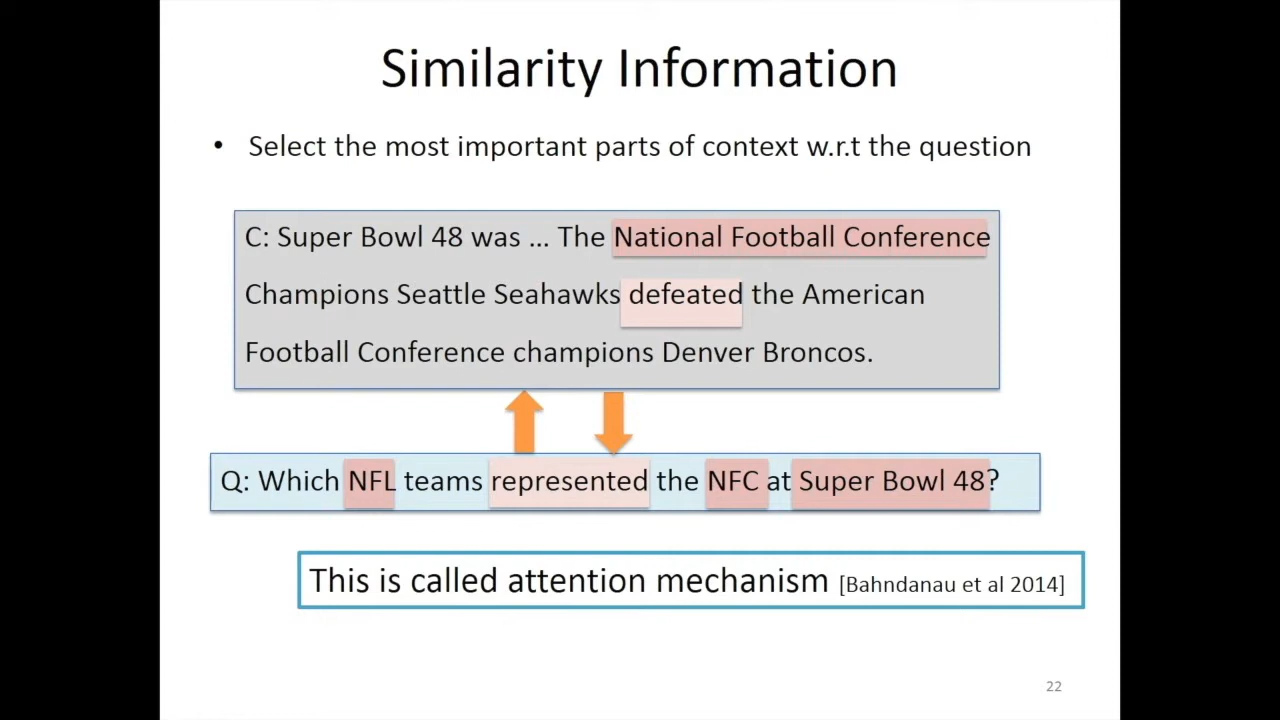 Similarity Information
• Select the most important parts of context w.r.t the question
C: Super Bowl 48 was ... The National Football Conference
Champions Seattle Seahawks defeated the American
Football Conference champions Denver Broncos.
Q: Which NFL teams represented the NFC at Super Bowl 48?
This is called attention mechanism [Bahndanau et al 2014]
22